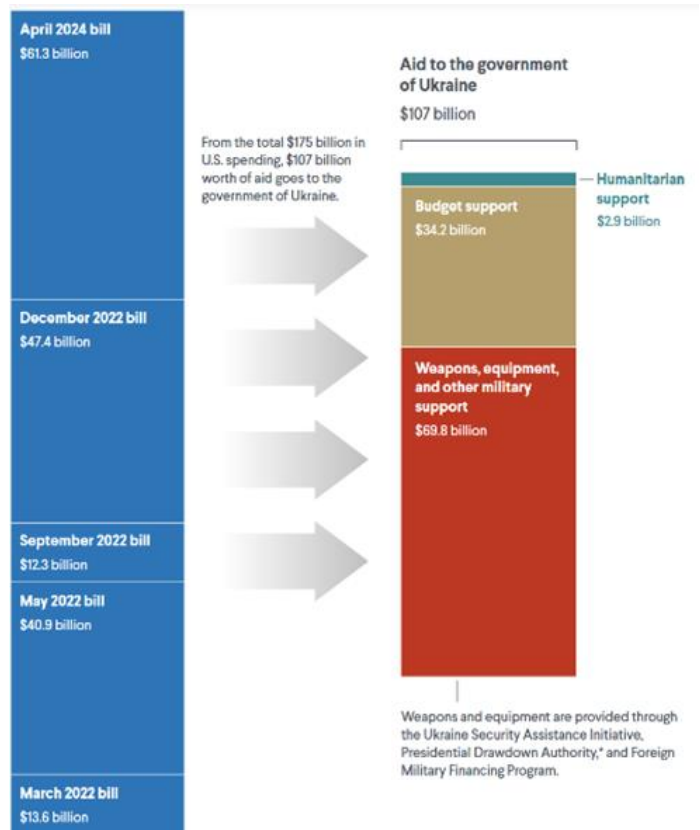 April 2024 bill
$61.3 billion
December 2022 bill
$47.4 billion
September 2022 bill
$12.3 billion
May 2022 bill
$40.9 billion
March 2022 bill
$13.6 billion
From the total $175 billion in
U.S. spending, $107 billion
worth of aid goes to the
government of Ukraine.
Aid to the government
of Ukraine
$107 billion
Humanitarian
support
$2.9 billion
Budget support
$34.2 billion
Weapons, equipment,
and other military
support
$69.8 billion
Weapons and equipment are provided through
the Ukraine Security Assistance Initiative,
Presidential Drawdown Authority,* and Foreign
Military Financing Program.